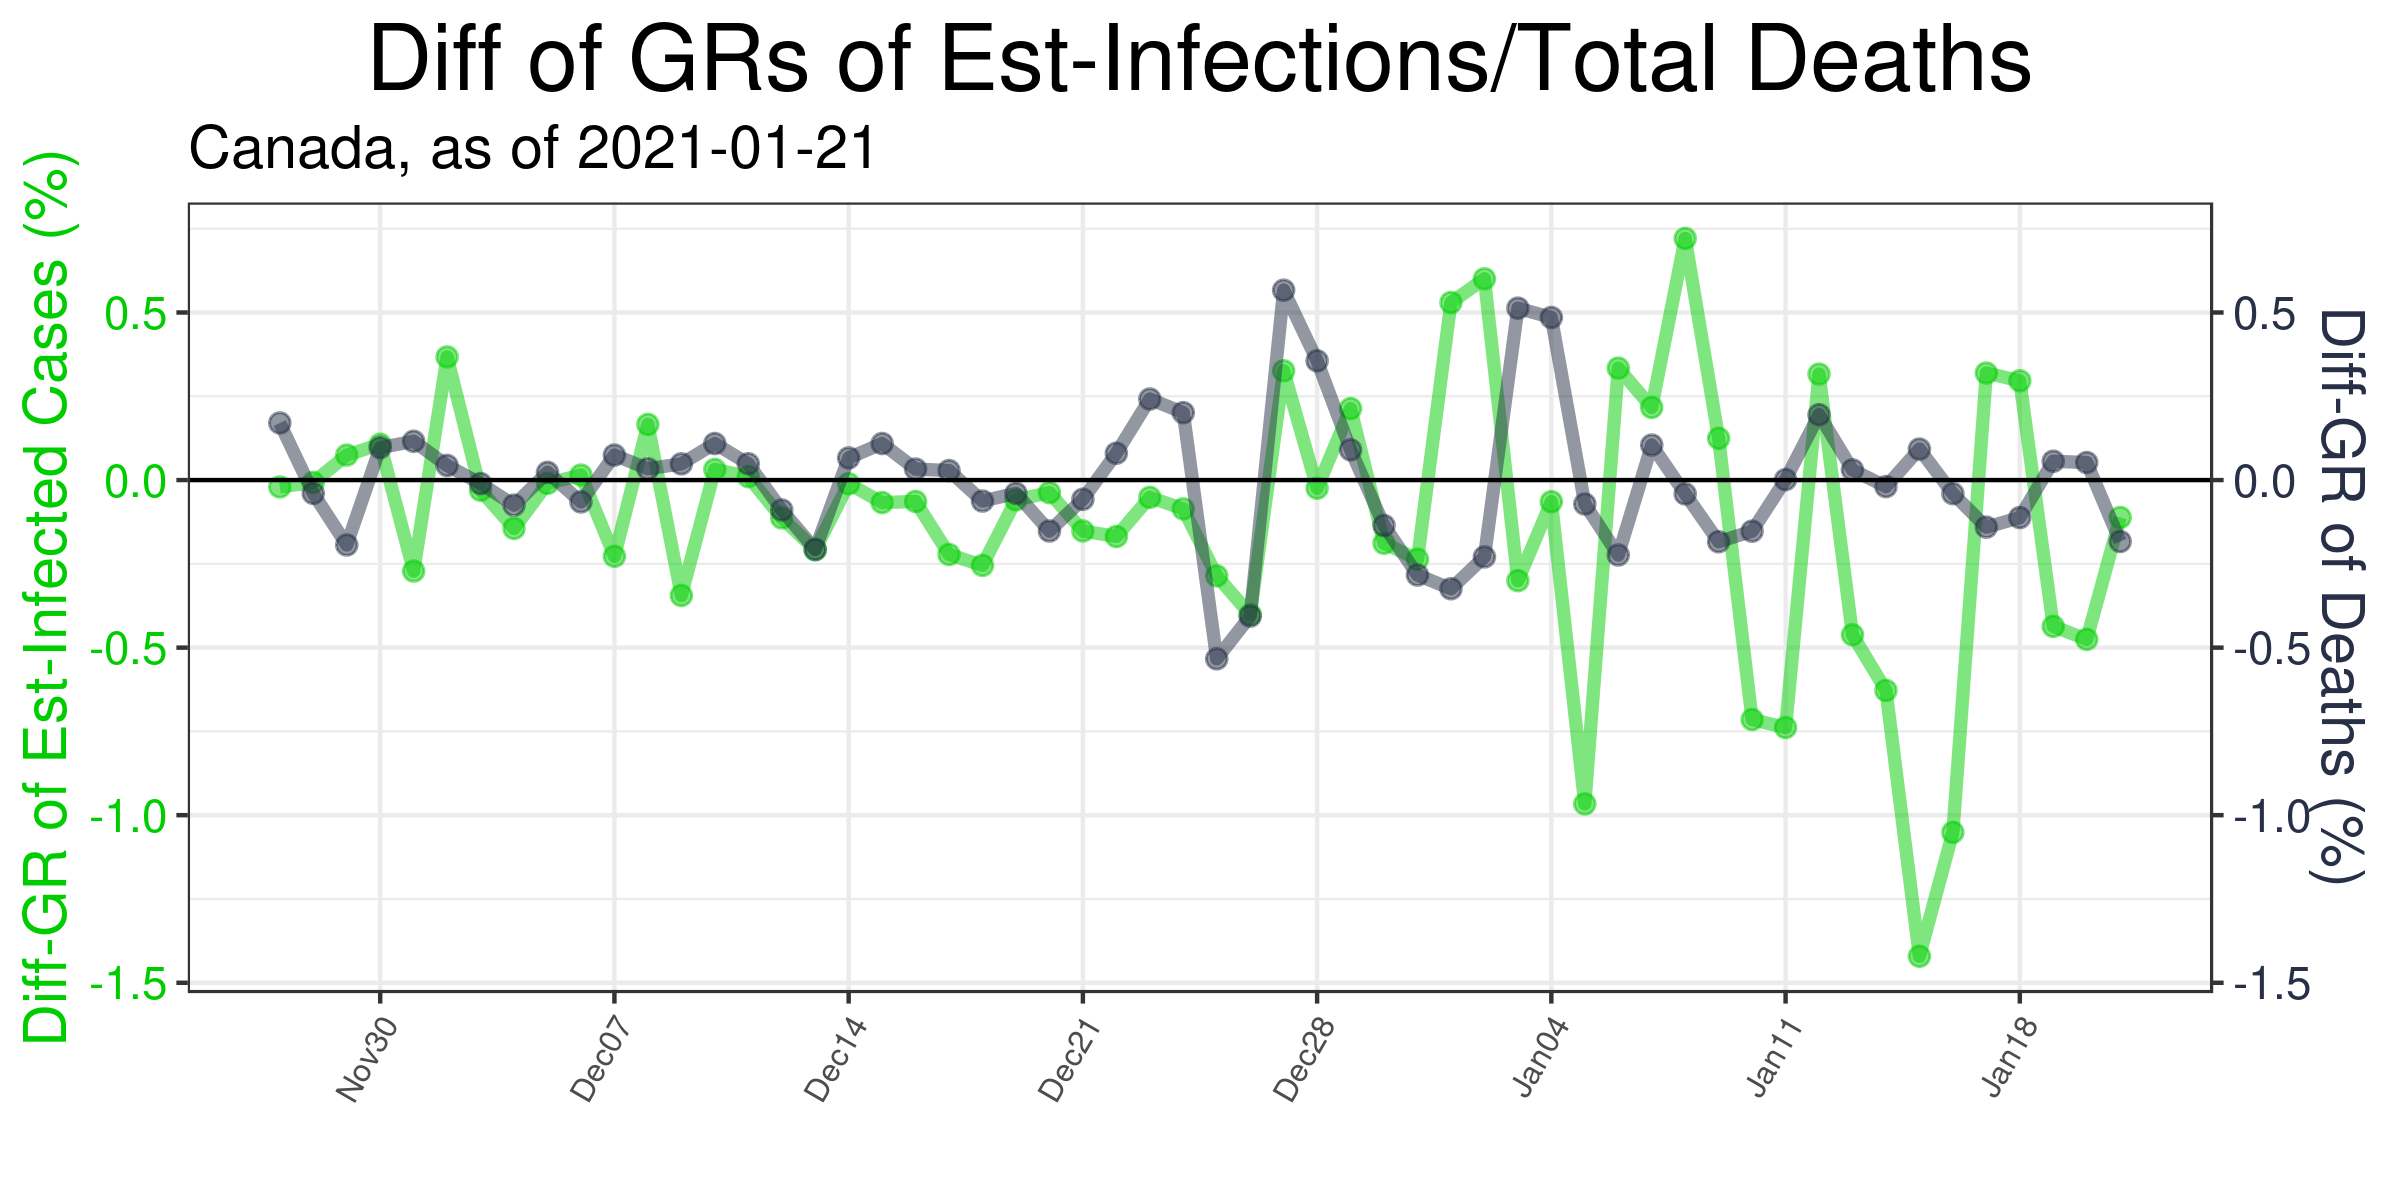 Diff of GRs of Est-Infections/Total Deaths
Canada, as of 2021-01-21
Diff-GR of Est-Infected Cases (%)
0.5
0.0
-0.5
-1.0
-1.5
0.5
0.0
-0.5
-1.0
-1.5
Diff-GR of Deaths (%)
Nov30
Dec07
Dec14
Dec21
Dec28
Jan04
Jan11
Jan18